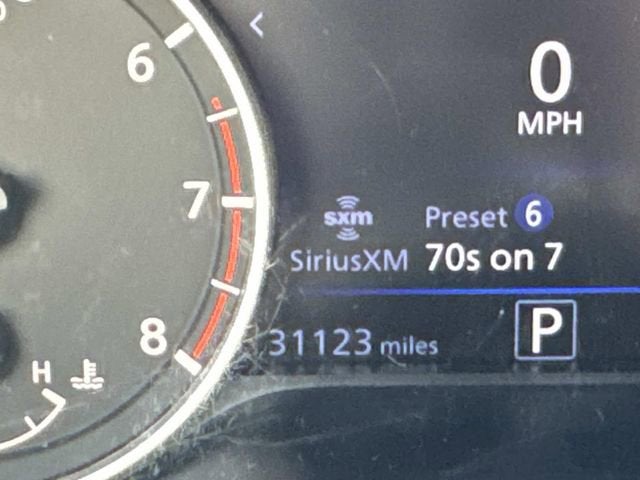 6
7
8
H
<
0
MPH
sxm
Preset 6
SiriusXM 70s on 7
31123 miles
P